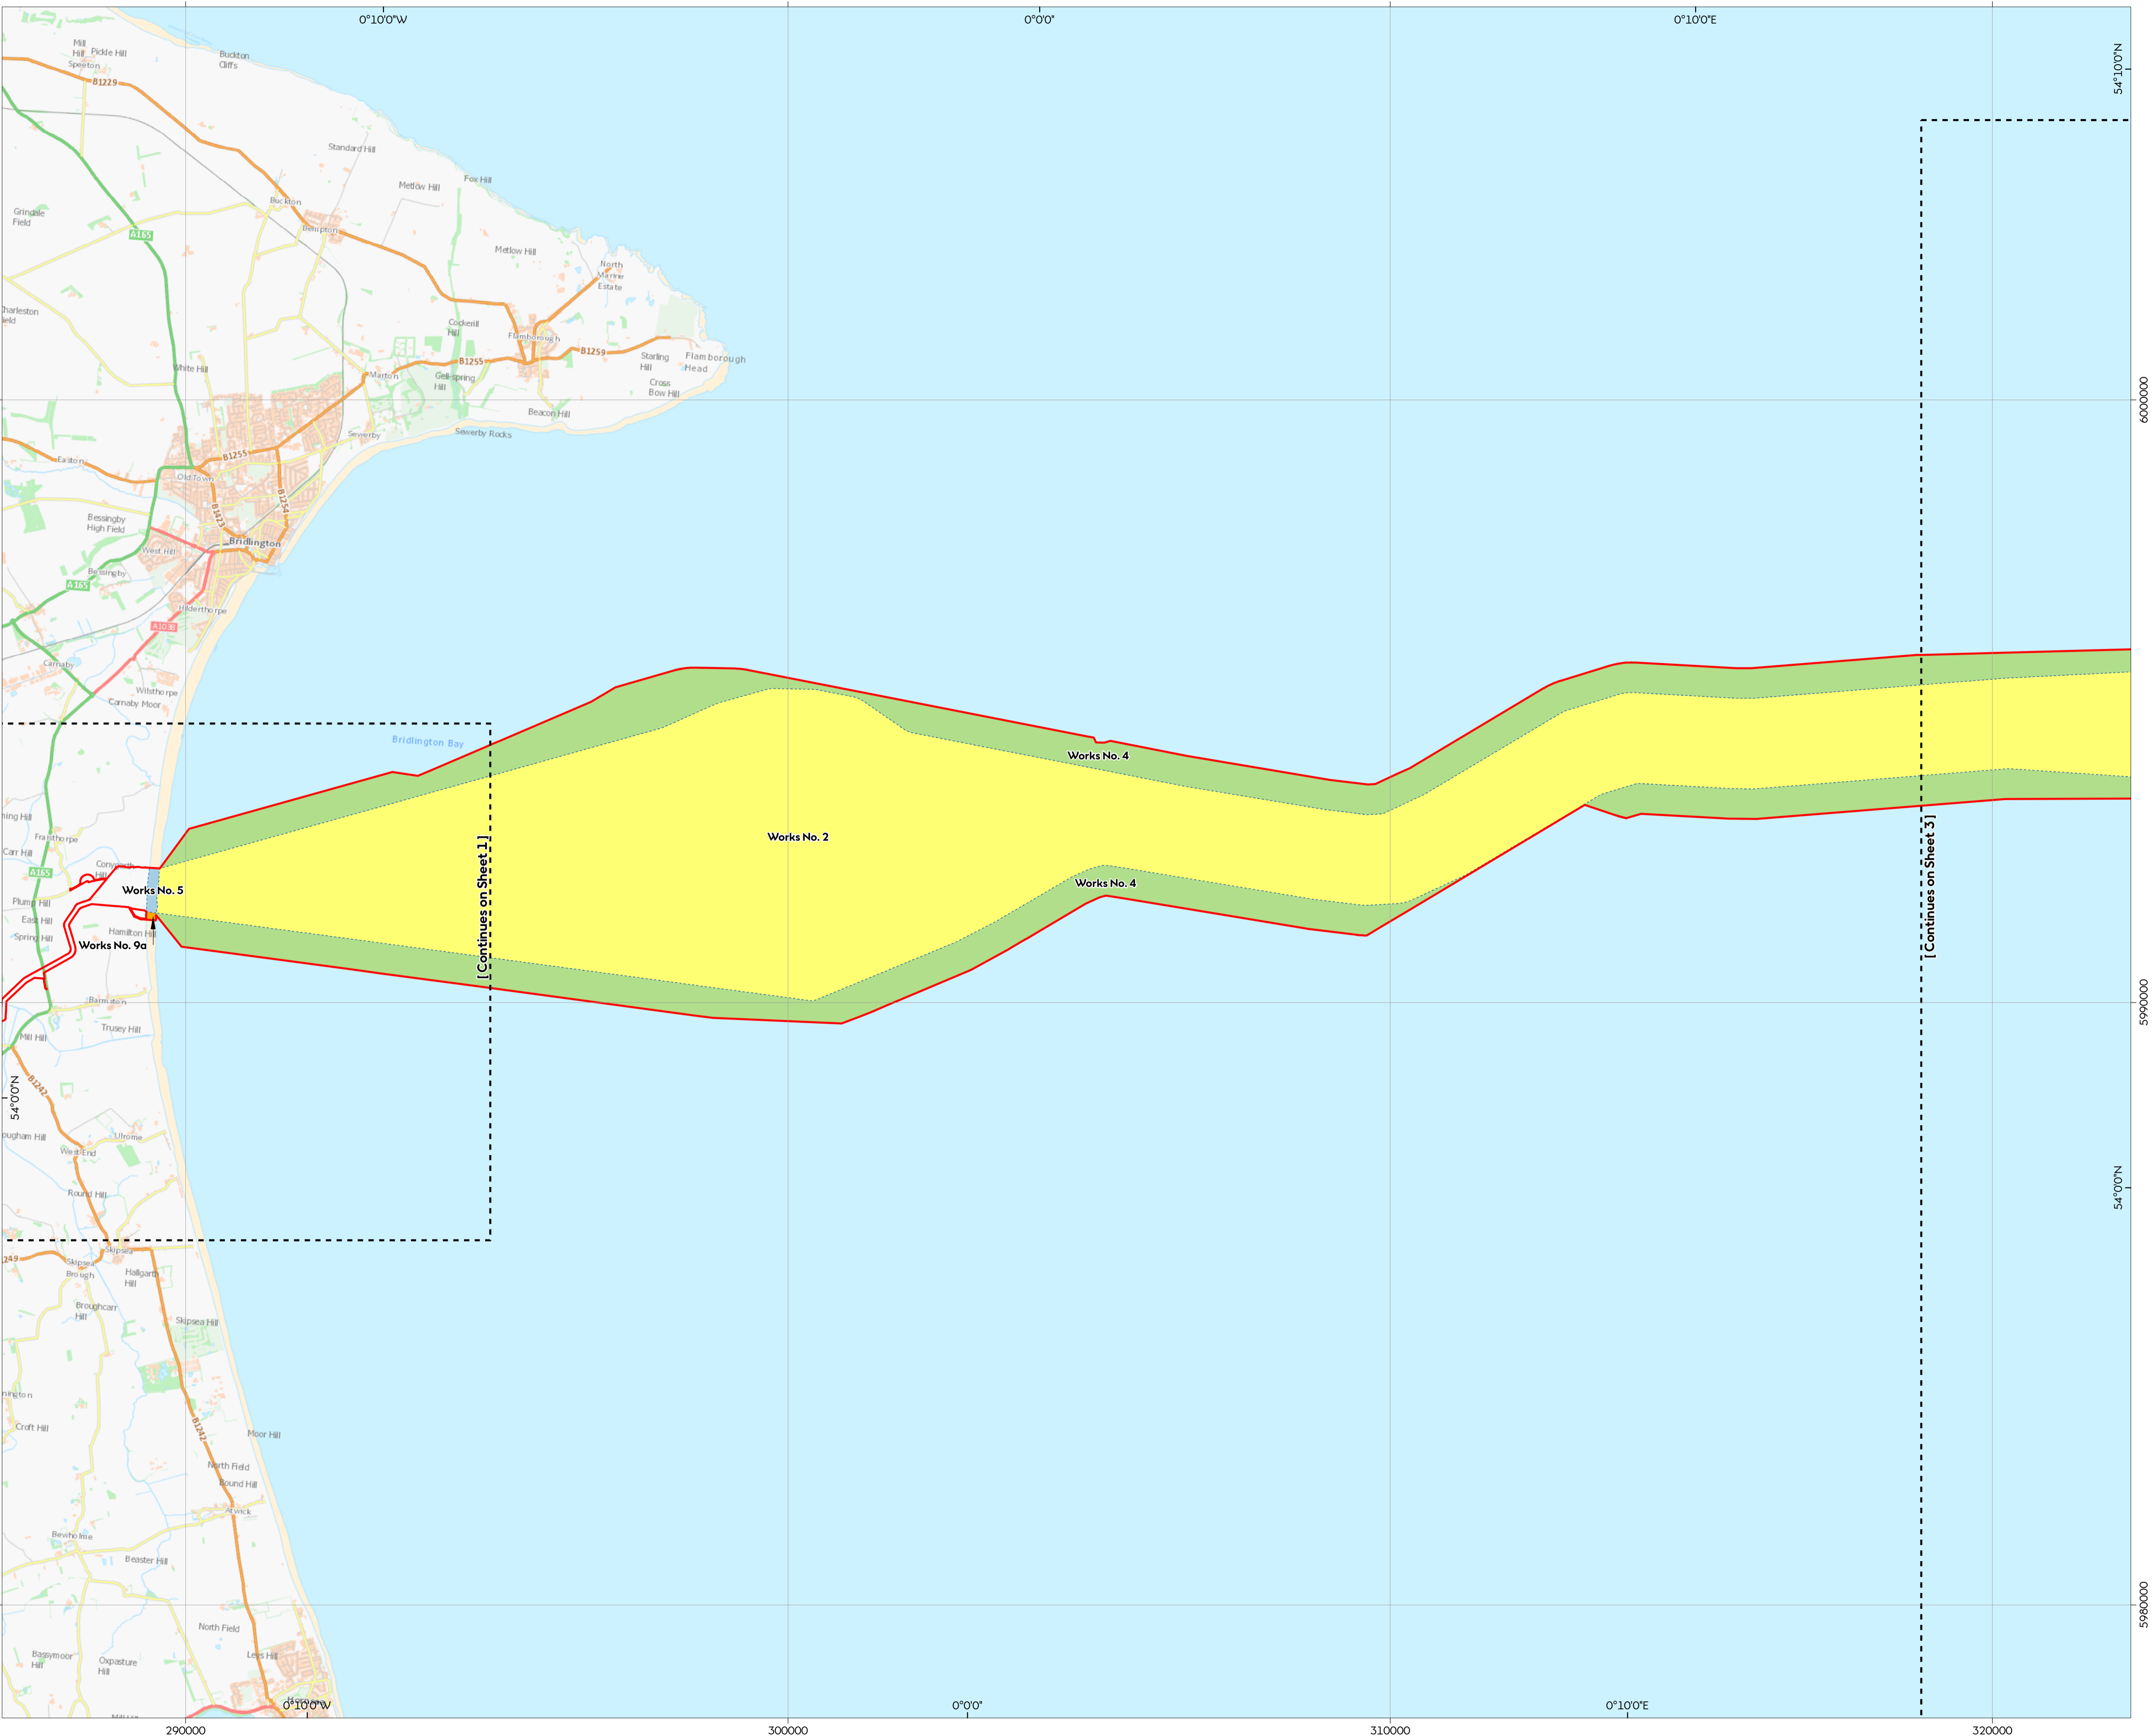 0°10'0"W
0°0'0"
0°10'0"E
54°10'0"N
Mill
Hill
Pickle Hill
Speeton
Buckton
Cliffs
B1229
Standard Hill
Metlow Hill
Fox Hill
Grindale
Field
Buckton
A165
Bempton
Metlow Hill
North
Marine
Estate
Cockerill
Hill
Flamborough
B1259
B1255
Starling
Hill
Flamborough
Head
White Hill
Marton
Gell-spring
Hill
Cross
Bow Hill
Beacon Hill
6000000
Sewerby
Sewerby Rocks
Easton
B1255
Old Town
B1254
B1423
Bessingby
High Field
Bridlington
West Hill
Bessingby
A165
Hilderthorpe
A1038
Carnaby
Wilsthorpe
Carnaby Moor
Bridlington Bay
Works No. 4
Works No. 2
Fraisthorpe
Carr Hill
A165
Works No. 5
Works No. 4
[Continues on Sheet 1]
[Continues on Sheet 3]
Plump Hill
East Hill
Hamilton Hill
Spring Hill
Works No. 9a
Barmston
5990000
Trusey Hill
Mill Hill
B1242
54°0'0"N
Ulrome
West End
Round Hill
54°0'0"N
Skipsea
Skipsea
Brough
Hallgarth
Hill
Broughcarr
Hill
Skipsea Hill
Croft Hill
B1242
Moor Hill
North Field
Round Hill
Atwick
Bewholme
Beaster Hill
5980000
North Field
Bassymoor
Hill
Oxpasture
Hill
Leys Hill
Hornsea
0°10'0"W
0°0'0"
0°10'0"E
290000
300000
310000
320000